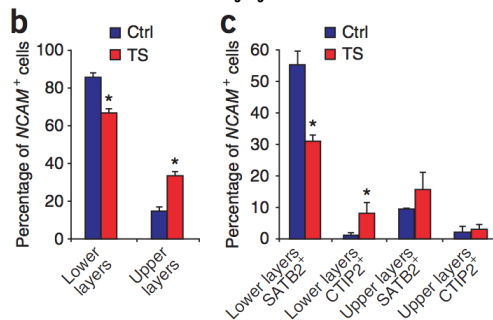 b
Ctrl
TS
Percentage of NCAM+ cells
100
80
60
40
20
0
*
*
Lower layers
Upper layers
c
Ctrl
TS
Percentage of NCAM+ cells
60
50
40
30
20
10
0
*
*
Lower layers
SATB2+
Lower layers
CTIP2+
Upper layers
SATB2+
Upper layers
CTIP2+